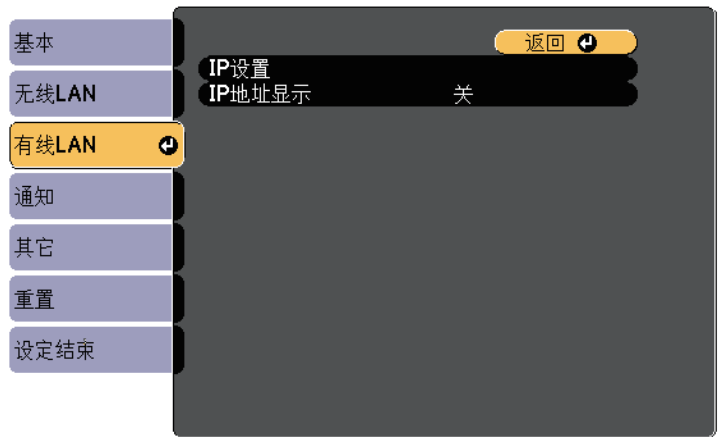 基本
无线LAN
有线LAN
通知
其它
重置
设定结束
返回
IP设置
IP地址显示 关